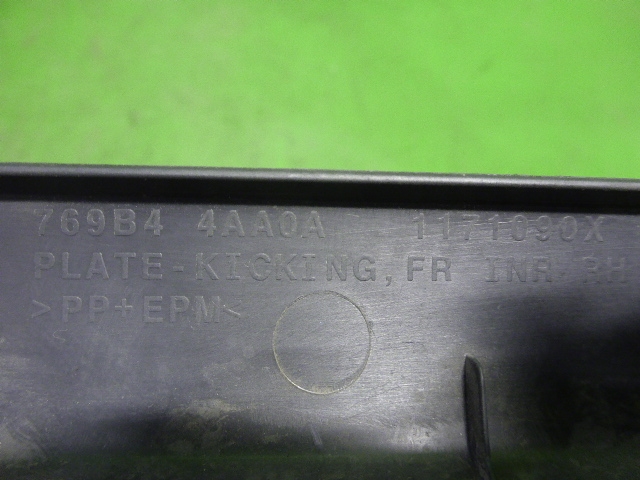 769B4 4AA0A 1171090X
PLATE-KICKING,FR INR RH
>PP+EPM<